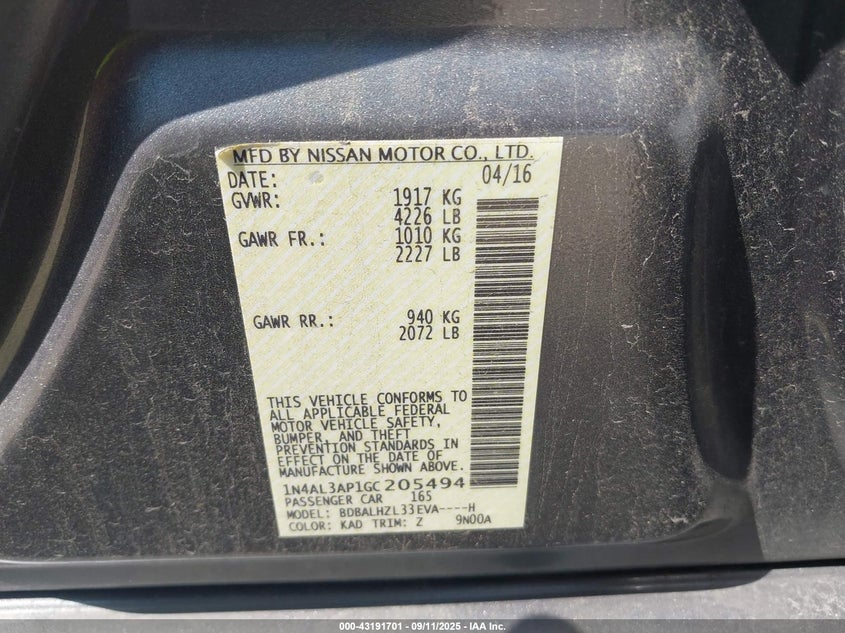 MFD BY NISSAN MOTOR CO., LTD.
DATE: 04/16
GVWR: 1917 KG
4226 LB
GAWR FR.: 1010 KG
2227 LB
GAWR RR.: 940 KG
2072 LB
THIS VEHICLE CONFORMS TO
ALL APPLICABLE FEDERAL
MOTOR VEHICLE SAFETY,
BUMPER, AND THEFT
PREVENTION STANDARDS IN
EFFECT ON THE DATE OF
MANUFACTURE SHOWN ABOVE.
1N4AL3AP1GC205494
PASSENGER CAR 165
MODEL: BDBALHZL33EVA----H
COLOR: KAD TRIM: Z 9N00A
000-43191701 - 09/11/2025 - IAA Inc.